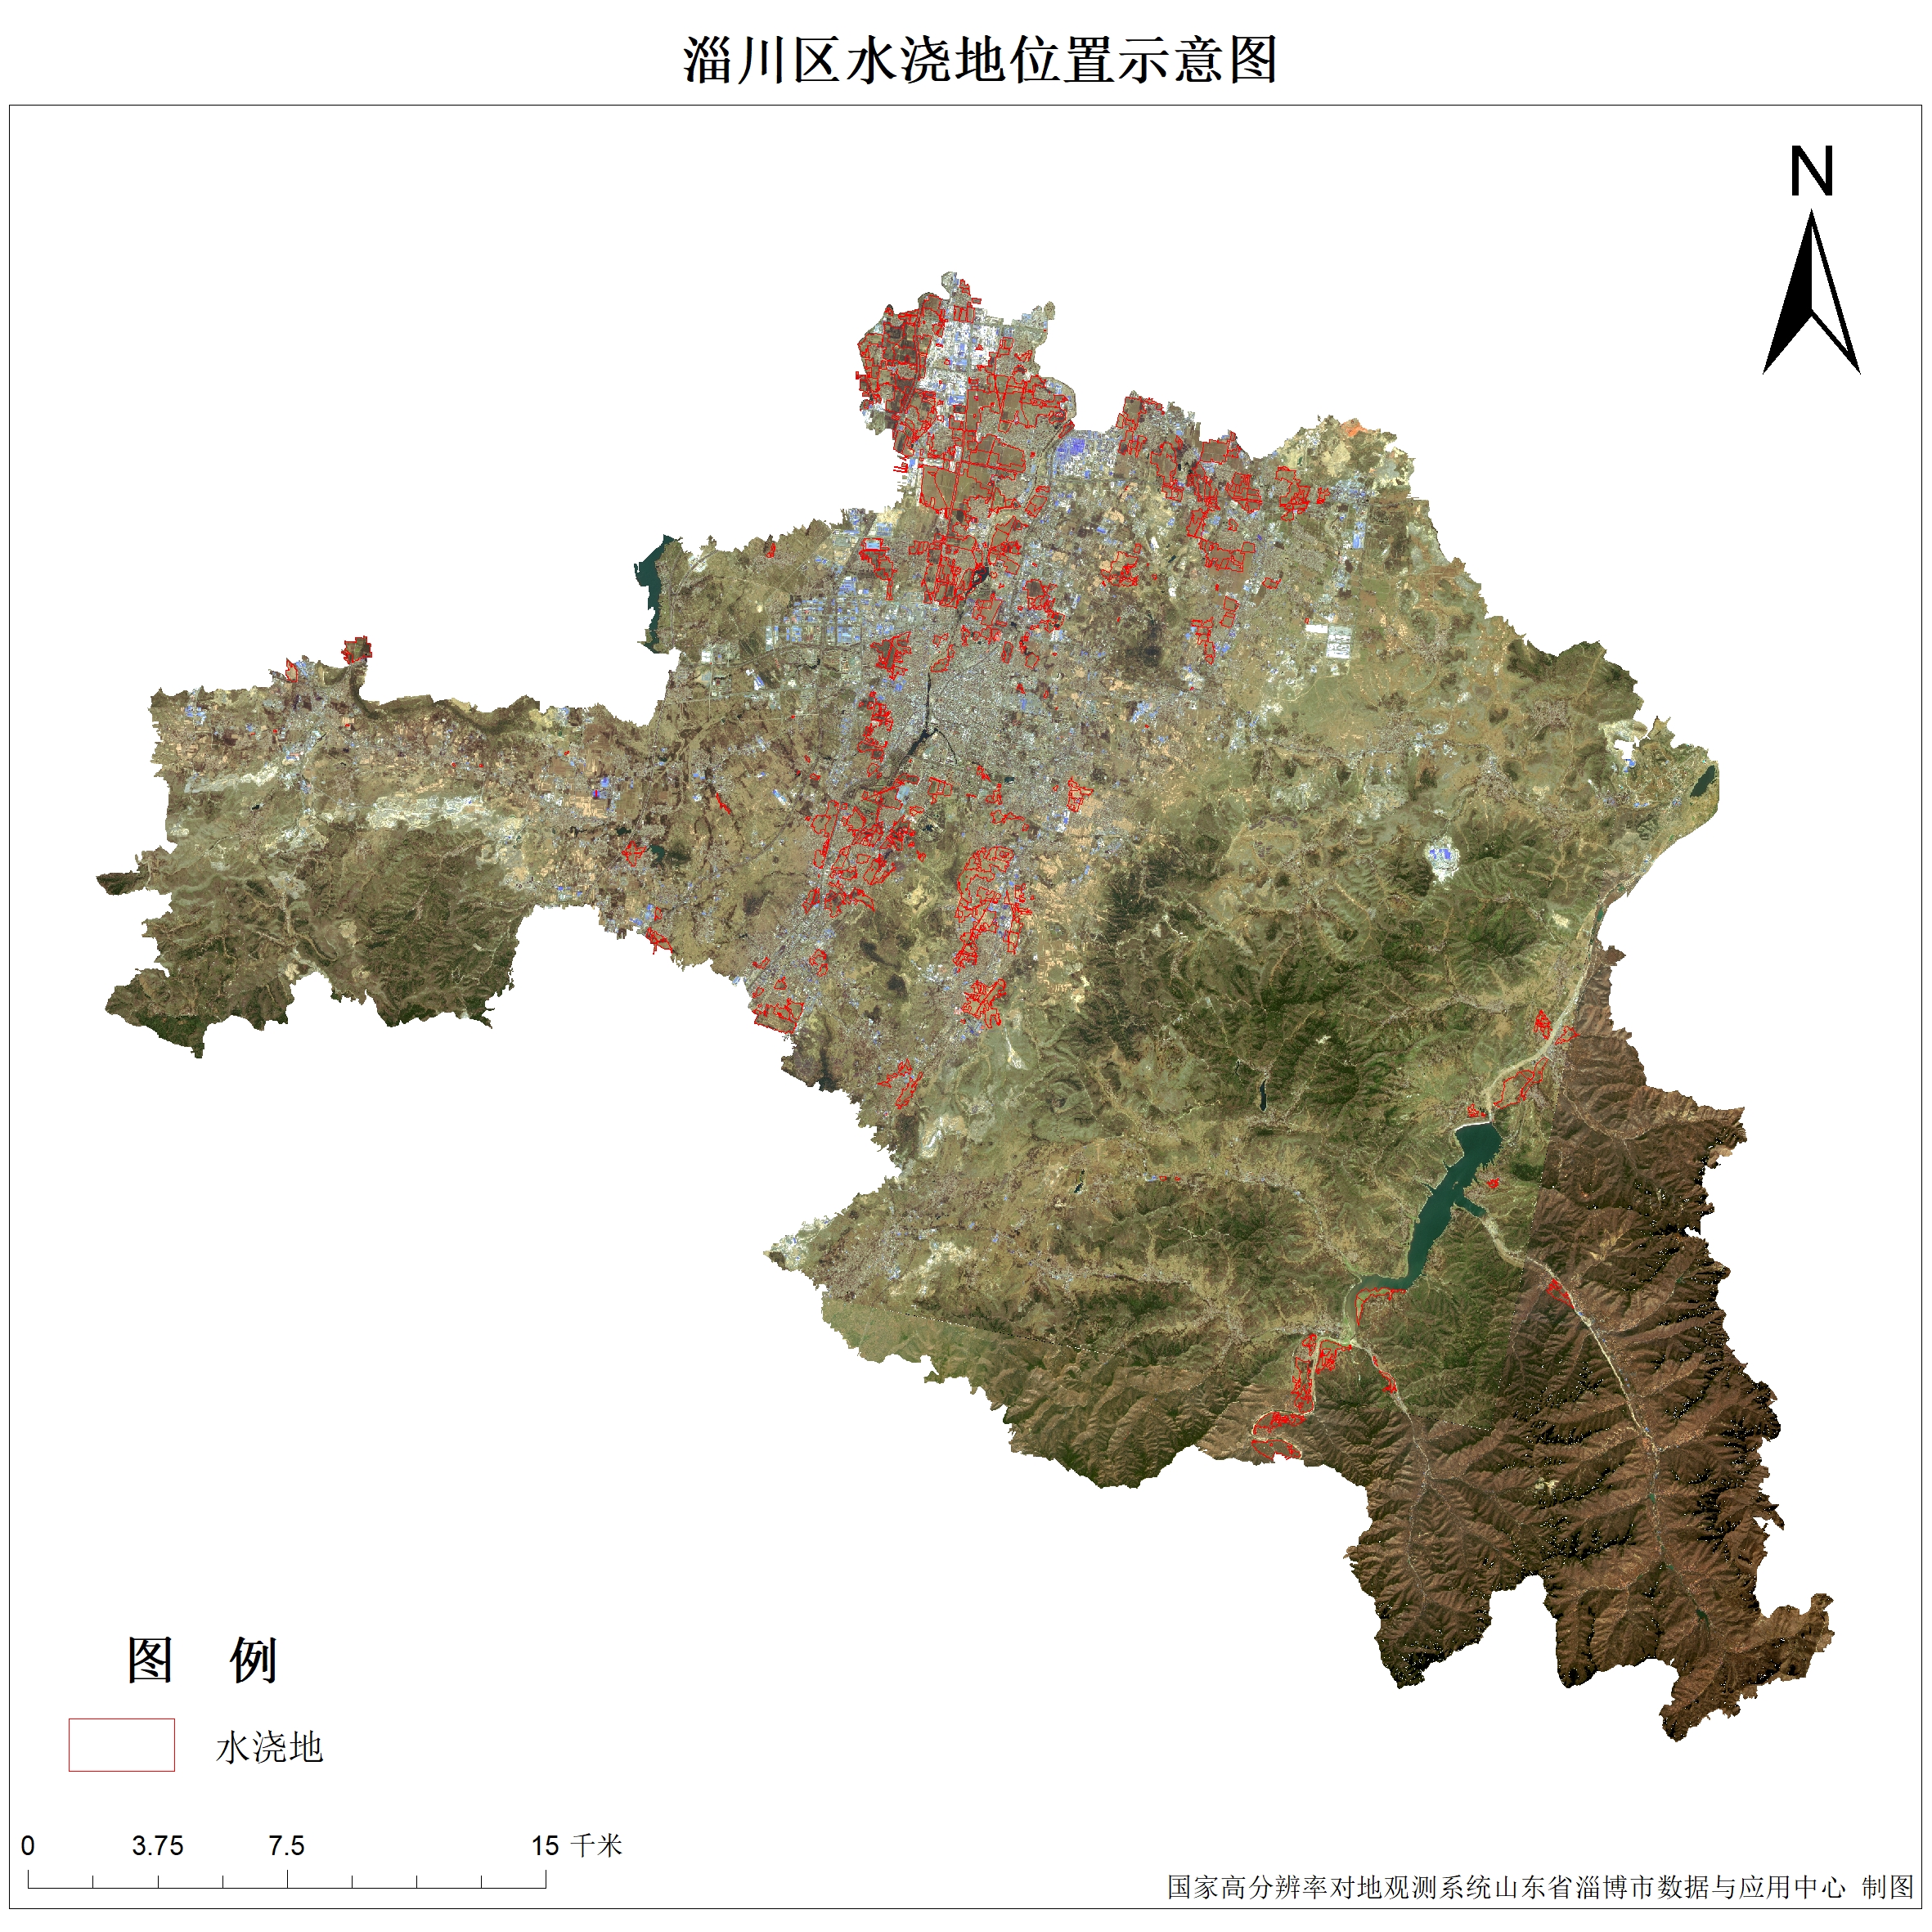 淄川区水浇地位置示意图
N
图 例
水浇地
0 3.75 7.5 15 千米
国家高分辨率对地观测系统山东省淄博市数据与应用中心 制图